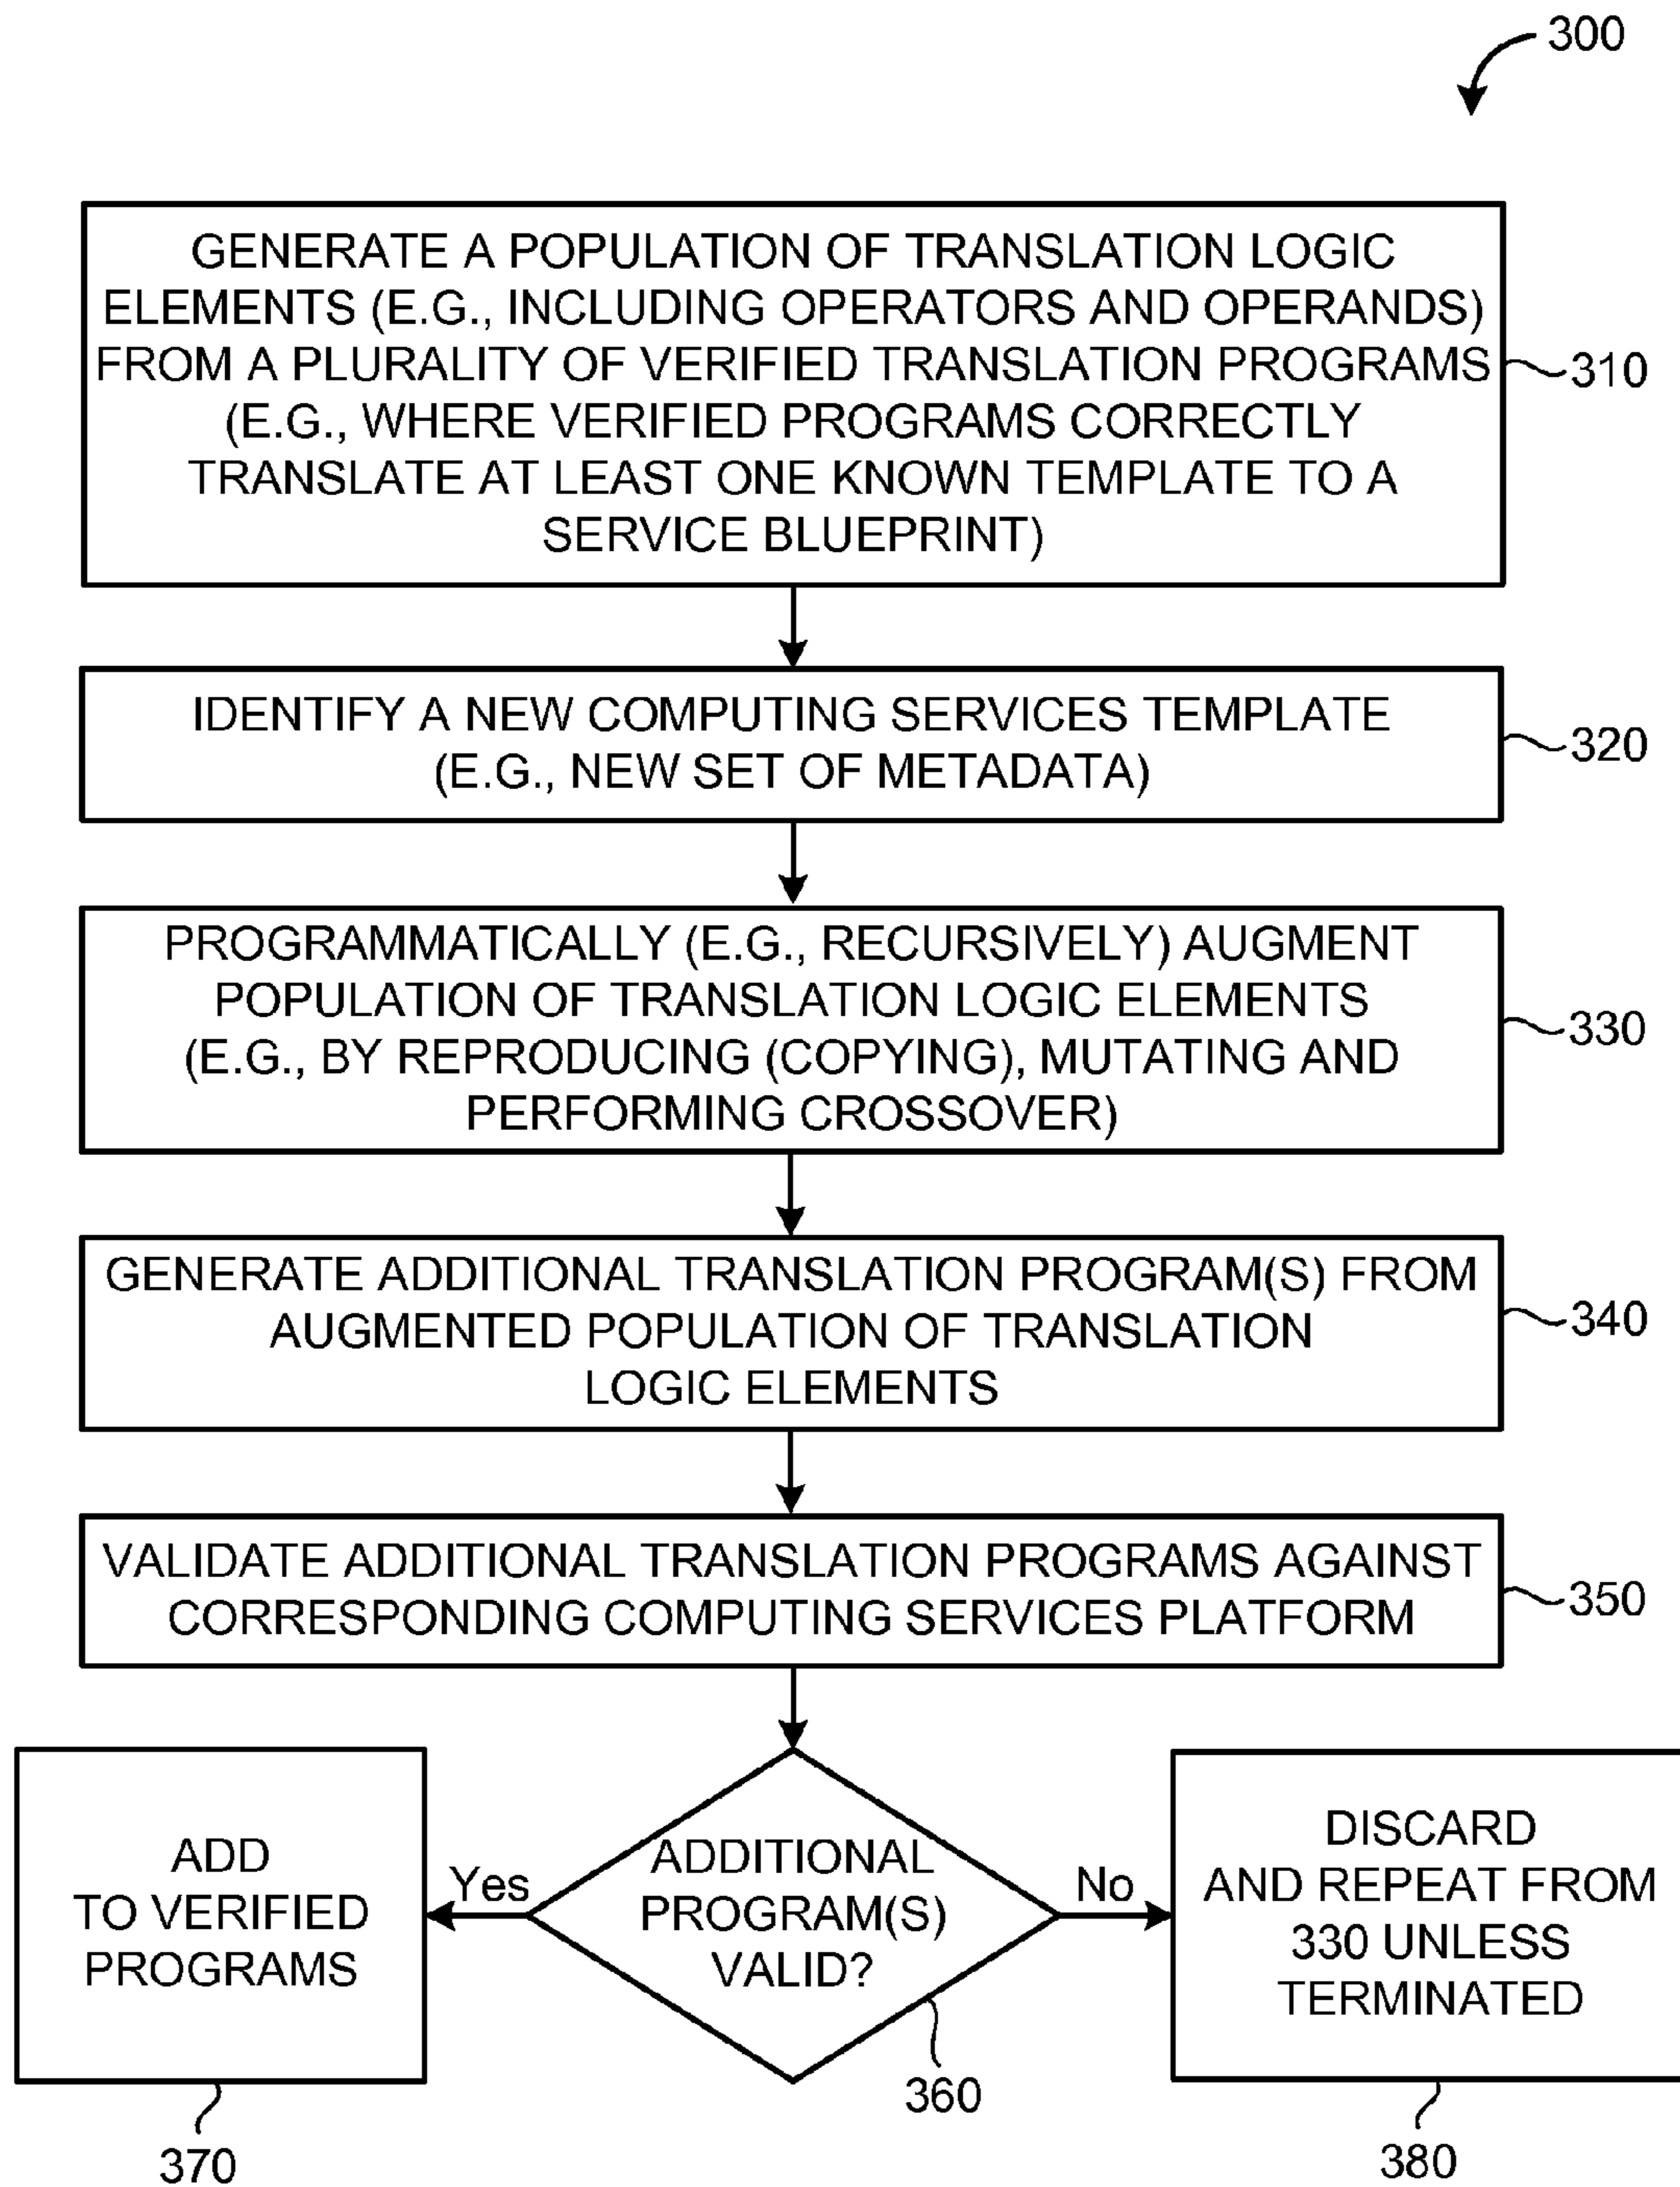 300
GENERATE A POPULATION OF TRANSLATION LOGIC
ELEMENTS (E.G., INCLUDING OPERATORS AND OPERANDS)
FROM A PLURALITY OF VERIFIED TRANSLATION PROGRAMS
(E.G., WHERE VERIFIED PROGRAMS CORRECTLY
TRANSLATE AT LEAST ONE KNOWN TEMPLATE TO A
SERVICE BLUEPRINT)
310
IDENTIFY A NEW COMPUTING SERVICES TEMPLATE
(E.G., NEW SET OF METADATA)
320
PROGRAMMATICALLY (E.G., RECURSIVELY) AUGMENT
POPULATION OF TRANSLATION LOGIC ELEMENTS
(E.G., BY REPRODUCING (COPYING), MUTATING AND
PERFORMING CROSSOVER)
330
GENERATE ADDITIONAL TRANSLATION PROGRAM(S) FROM
AUGMENTED POPULATION OF TRANSLATION
LOGIC ELEMENTS
340
VALIDATE ADDITIONAL TRANSLATION PROGRAMS AGAINST
CORRESPONDING COMPUTING SERVICES PLATFORM
350
ADD
TO VERIFIED
PROGRAMS
370
Yes
ADDITIONAL
PROGRAM(S)
VALID?
360
No
DISCARD
AND REPEAT FROM
330 UNLESS
TERMINATED
380